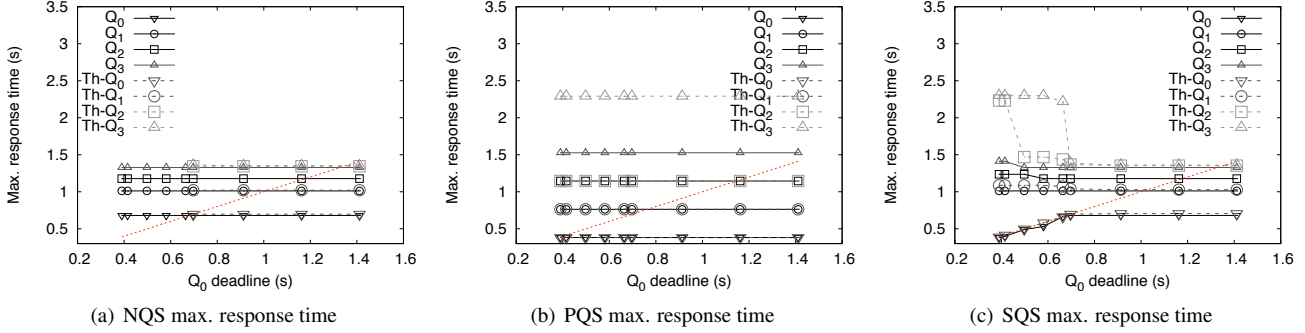 3.5
3
2.5
2
1.5
1
0.5
0.2 0.4 0.6 0.8 1 1.2 1.4 1.6
Max. response time (s)
Q0 deadline (s)
Q0
Q1
Q2
Q3
Th-Q0
Th-Q1
Th-Q2
Th-Q3
(a) NQS max. response time
3.5
3
2.5
2
1.5
1
0.5
0.2 0.4 0.6 0.8 1 1.2 1.4 1.6
Max. response time (s)
Q0 deadline (s)
Q0
Q1
Q2
Q3
Th-Q0
Th-Q1
Th-Q2
Th-Q3
(b) PQS max. response time
3.5
3
2.5
2
1.5
1
0.5
0.2 0.4 0.6 0.8 1 1.2 1.4 1.6
Max. response time (s)
Q0 deadline (s)
Q0
Q1
Q2
Q3
Th-Q0
Th-Q1
Th-Q2
Th-Q3
(c) SQS max. response time